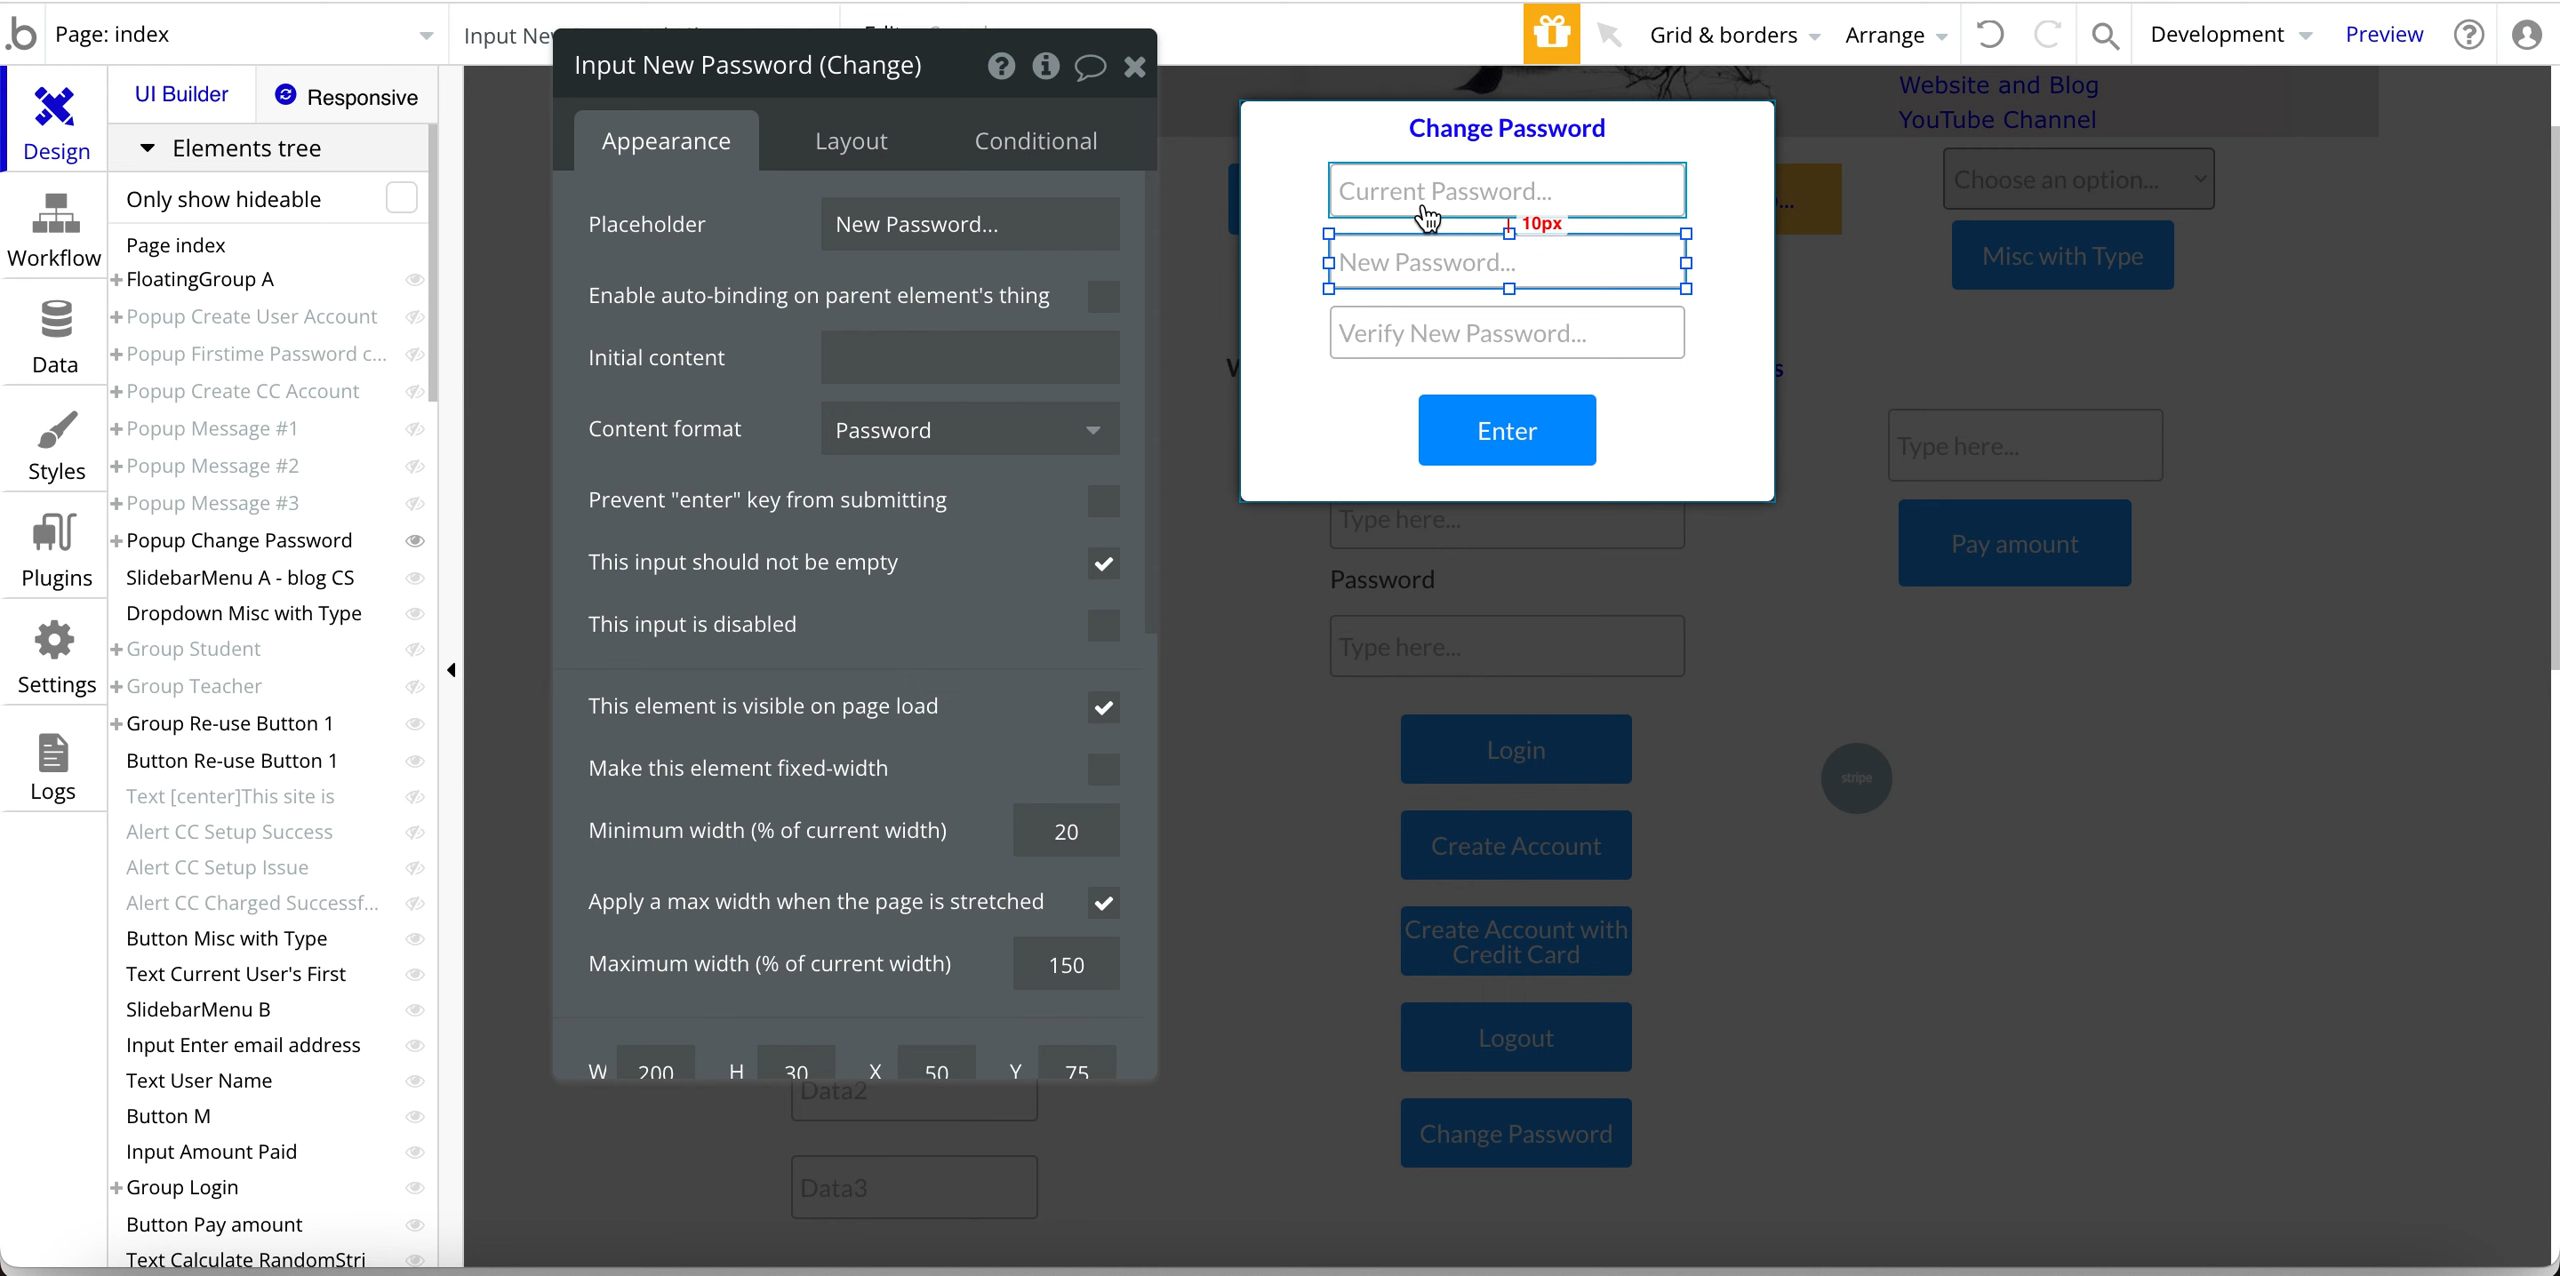 b
Page: index
Input Ne
Grid & borders
Arrange
Development
Preview
Design
Workflow
Data
Styles
Plugins
Settings
Logs
UI Builder
Responsive
Elements tree
Only show hideable
Page index
+FloatingGroup A
+Popup Create User Account
+Popup Firstime Password c...
+Popup Create CC Account
+Popup Message #1
+Popup Message #2
+Popup Message #3
+Popup Change Password
SlidebarMenu A - blog CS
Dropdown Misc with Type
+Group Student
+Group Teacher
+Group Re-use Button 1
Button Re-use Button 1
Text [center]This site is
Alert CC Setup Success
Alert CC Setup Issue
Alert CC Charged Successf...
Button Misc with Type
Text Current User's First
SlidebarMenu B
Input Enter email address
Text User Name
Button M
Input Amount Paid
+Group Login
Button Pay amount
Text Calculate RandomStri
Input New Password (Change)
Appearance
Layout
Conditional
Placeholder
New Password...
Enable auto-binding on parent element's thing
Initial content
Content format
Password
Prevent "enter" key from submitting
This input should not be empty
This input is disabled
This element is visible on page load
Make this element fixed-width
Minimum width (% of current width)
20
Apply a max width when the page is stretched
Maximum width (% of current width)
150
W 200 H 30 X 50 Y 75
Data2
Data3
Change Password
Current Password...
10px
New Password...
Verify New Password...
Enter
Type here...
Password
Type here...
Login
Create Account
Create Account with
Credit Card
Logout
Change Password
Website and Blog
YouTube Channel
Choose an option...
Misc with Type
Type here...
Pay amount
stripe